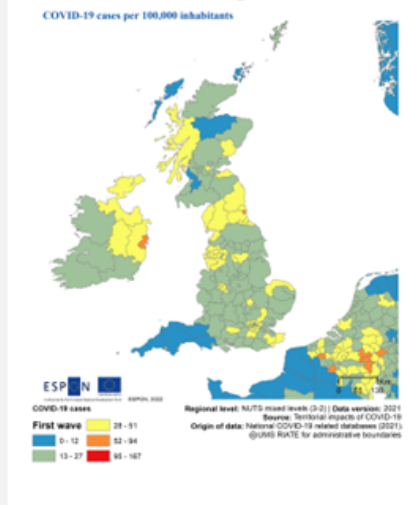 COVID-19 cases per 100,000 inhabitants
ESPON
ESPON, 2022
COVID-19 cases
First wave
0 - 12
13 - 27
28 - 51
52 - 94
95 - 167
Regional level: NUTS mixed levels (3-2) | Data version: 2021
Source: Territorial impacts of COVID-19
Origin of data: National COVID-19 related databases (2021)
@UMS RIATE for administrative boundaries